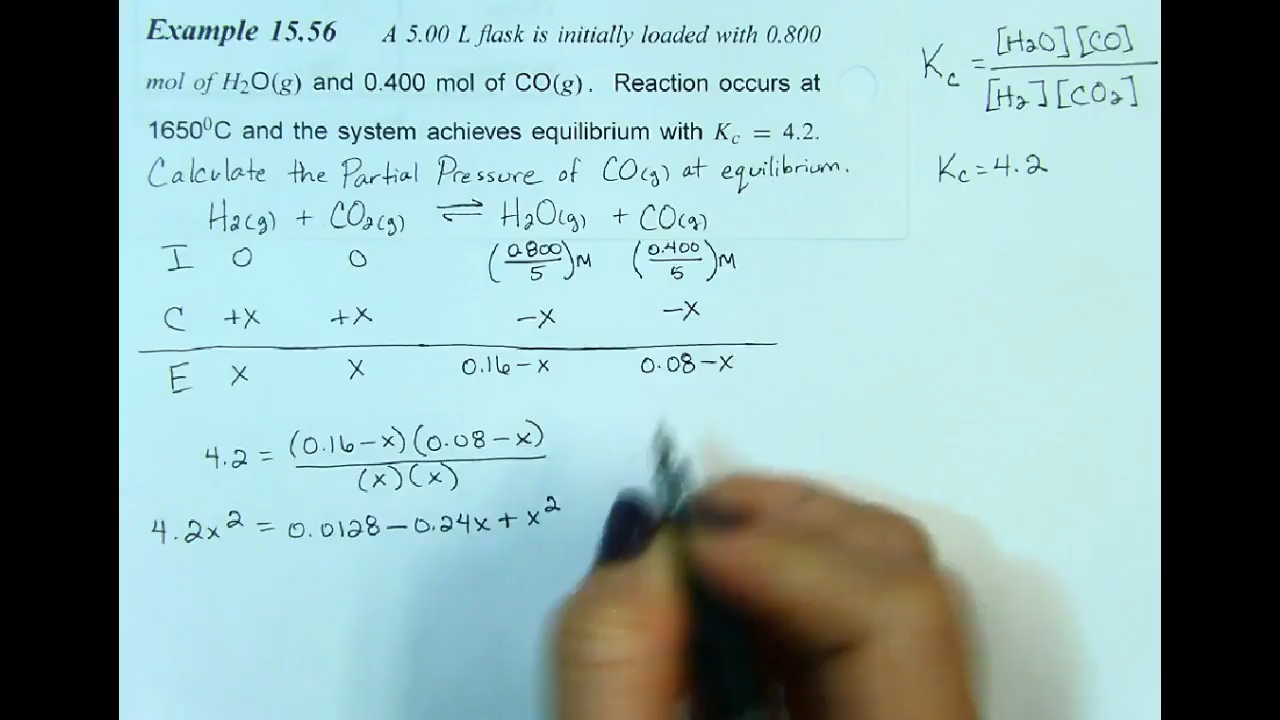 Example 15.56 A 5.00 L flask is initially loaded with 0.800
mol of H₂O(g) and 0.400 mol of CO(g). Reaction occurs at
1650⁰C and the system achieves equilibrium with K_c = 4.2.
Calculate the Partial Pressure of CO(g) at equilibrium.
K_c = [H₂O][CO] / [H₂][CO₂]
K_c = 4.2
H₂(g) + CO₂(g) ⇌ H₂O(g) + CO(g)
I 0 0 (0.800/5)M (0.400/5)M
C +x +x -x -x
E x x 0.16-x 0.08-x
4.2 = (0.16-x)(0.08-x) / (x)(x)
4.2x² = 0.0128 - 0.24x + x²